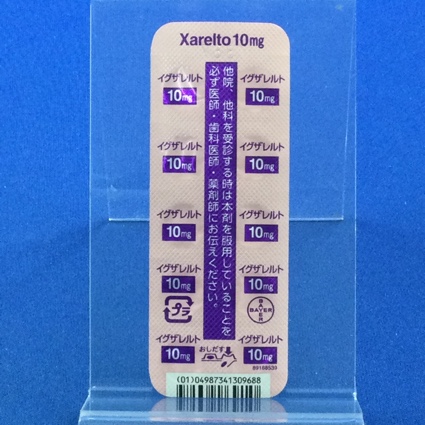 Xarelto 10mg
イグザレルト
10mg
イグザレルト
10mg
他院、他科を受診する時は本剤を服用していることを
必ず医師・歯科医師・薬剤師にお伝えください。
イグザレルト
10mg
イグザレルト
10mg
イグザレルト
10mg
イグザレルト
10mg
イグザレルト
10mg
イグザレルト
10mg
プラ
BAYER
BAYER
おしだす
イグザレルト
10mg
イグザレルト
10mg
(01)04987341309688